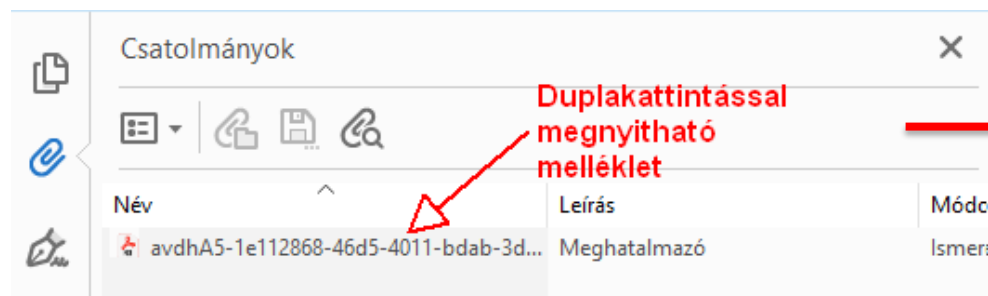 Csatolmányok
Duplakattintással
megnyitható
melléklet
Név Leírás Módo
avdhA5-1e112868-46d5-4011-bdab-3d... Meghatalmazó Ismer